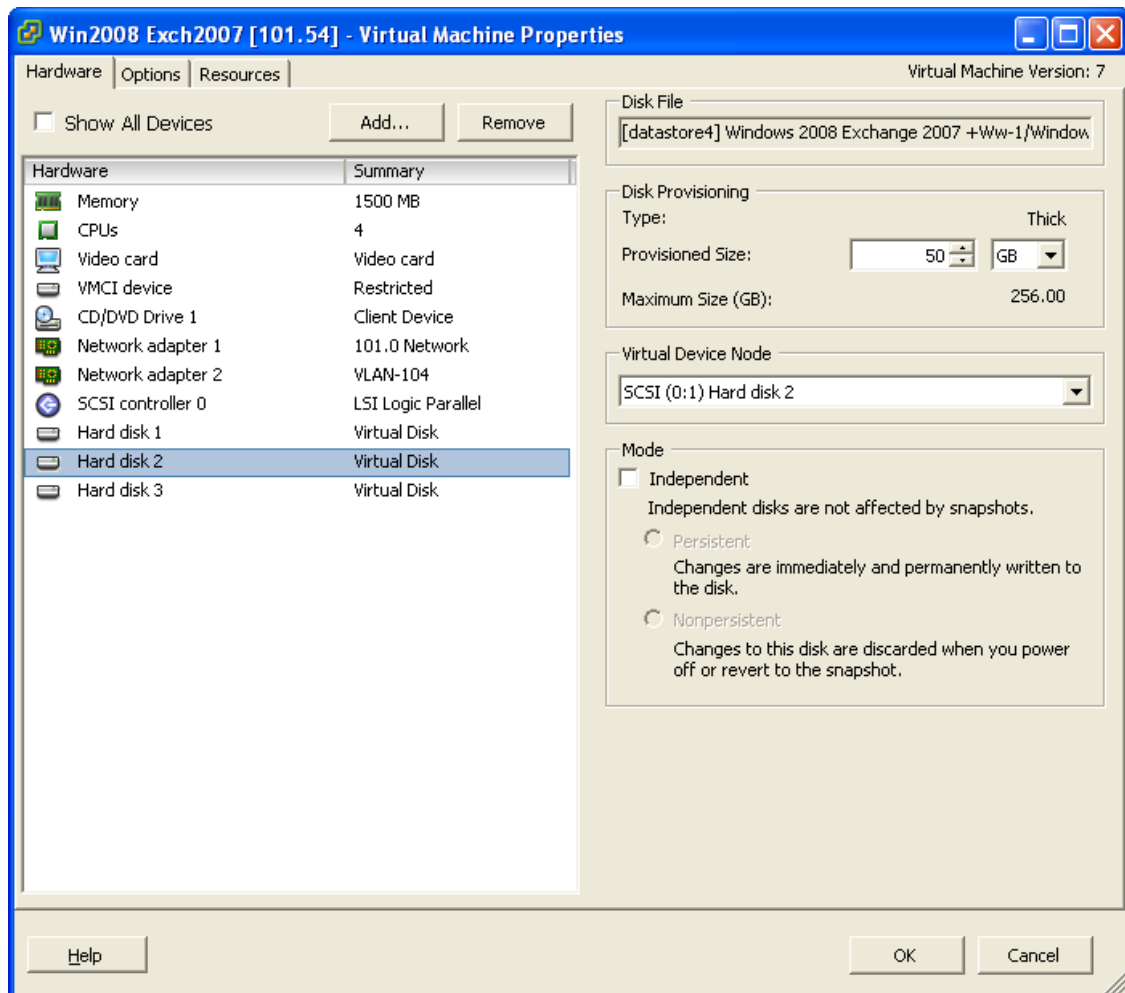 Win2008 Exch2007 [101.54] - Virtual Machine Properties
Hardware Options Resources
Virtual Machine Version: 7
Show All Devices
Add...
Remove
Hardware Summary
Memory 1500 MB
CPUs 4
Video card Video card
VMCI device Restricted
CD/DVD Drive 1 Client Device
Network adapter 1 101.0 Network
Network adapter 2 VLAN-104
SCSI controller 0 LSI Logic Parallel
Hard disk 1 Virtual Disk
Hard disk 2 Virtual Disk
Hard disk 3 Virtual Disk
Disk File
[datastore4] Windows 2008 Exchange 2007 +Ww-1/Window
Disk Provisioning
Type: Thick
Provisioned Size: 50 GB
Maximum Size (GB): 256.00
Virtual Device Node
SCSI (0:1) Hard disk 2
Mode
Independent
Independent disks are not affected by snapshots.
Persistent
Changes are immediately and permanently written to
the disk.
Nonpersistent
Changes to this disk are discarded when you power
off or revert to the snapshot.
Help
OK
Cancel